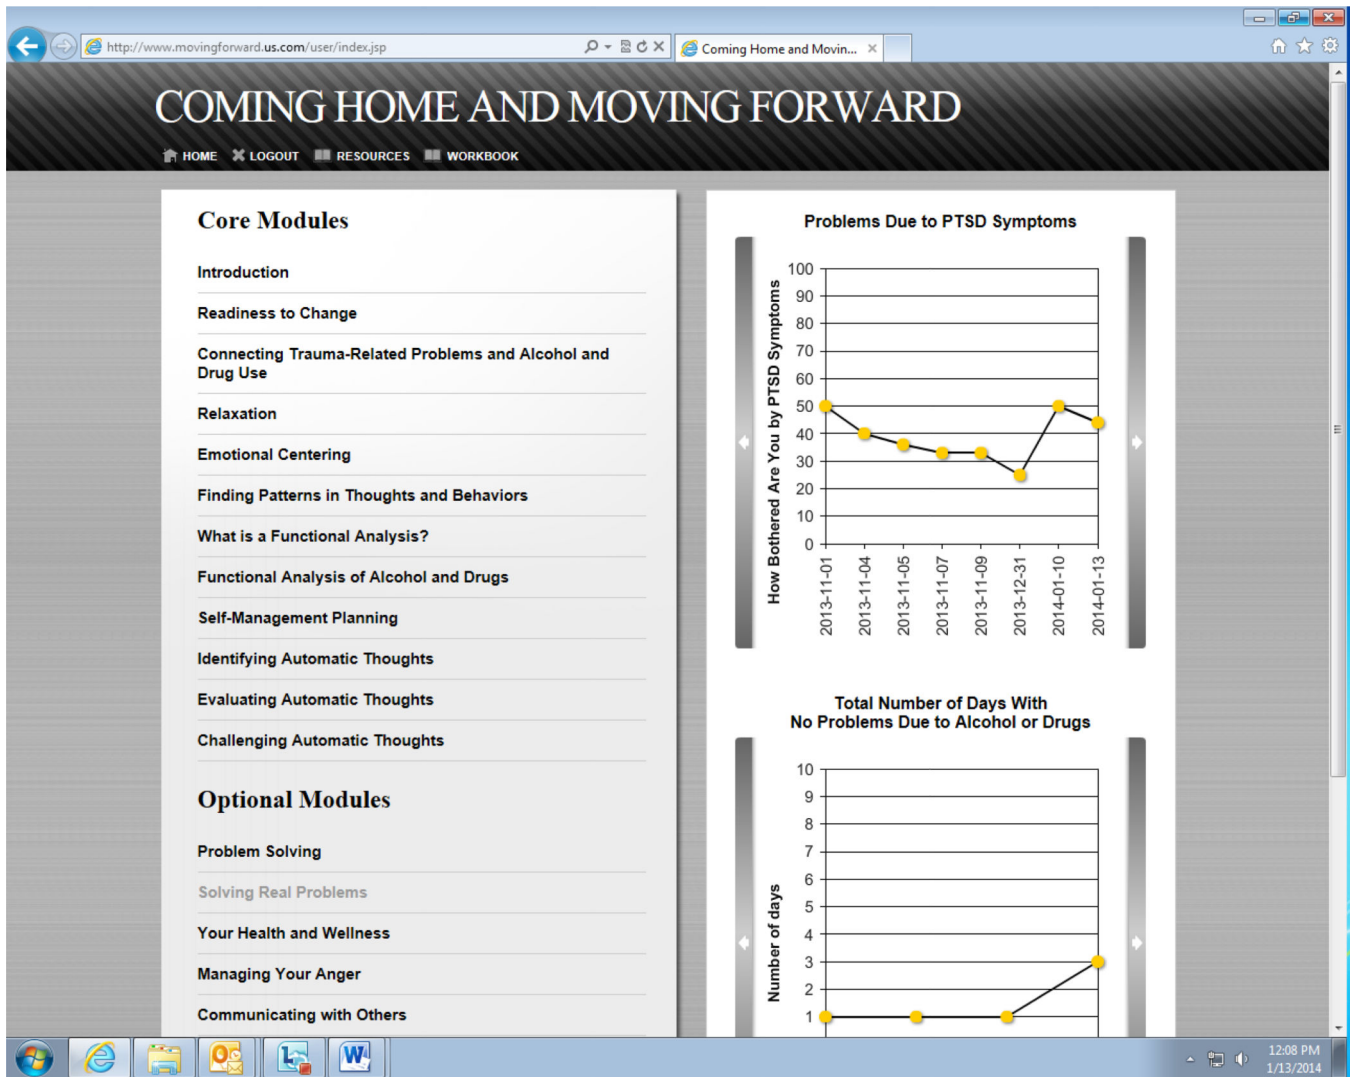 http://www.movingforward.us.com/user/index.jsp
Coming Home and Movin...
COMING HOME AND MOVING FORWARD
HOME LOGOUT RESOURCES WORKBOOK
Core Modules
Introduction
Readiness to Change
Connecting Trauma-Related Problems and Alcohol and
Drug Use
Relaxation
Emotional Centering
Finding Patterns in Thoughts and Behaviors
What is a Functional Analysis?
Functional Analysis of Alcohol and Drugs
Self-Management Planning
Identifying Automatic Thoughts
Evaluating Automatic Thoughts
Challenging Automatic Thoughts
Optional Modules
Problem Solving
Solving Real Problems
Your Health and Wellness
Managing Your Anger
Communicating with Others
Problems Due to PTSD Symptoms
How Bothered Are You by PTSD Symptoms
100
90
80
70
60
50
40
30
20
10
0
2013-11-01
2013-11-04
2013-11-05
2013-11-07
2013-11-09
2013-12-31
2014-01-10
2014-01-13
Total Number of Days With
No Problems Due to Alcohol or Drugs
Number of days
10
9
8
7
6
5
4
3
2
1
12:08 PM
1/13/2014